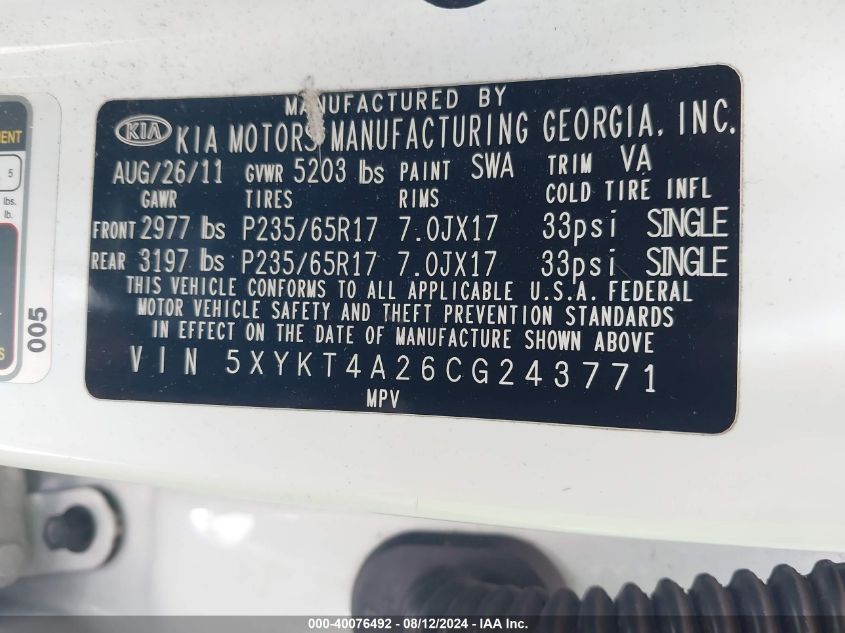 MANUFACTURED BY
KIA KIA MOTORS MANUFACTURING GEORGIA, INC.
AUG/26/11 GVWR 5203 lbs PAINT SWA TRIM VA
GAWR TIRES RIMS COLD TIRE INFL
FRONT 2977 lbs P235/65R17 7.0JX17 33psi SINGLE
REAR 3197 lbs P235/65R17 7.0JX17 33psi SINGLE
THIS VEHICLE CONFORMS TO ALL APPLICABLE U.S.A. FEDERAL
MOTOR VEHICLE SAFETY AND THEFT PREVENTION STANDARDS
IN EFFECT ON THE DATE OF MANUFACTURE SHOWN ABOVE
VIN 5XYKT4A26CG243771
MPV
5
lbs.
lb.
005
000-40076492 - 08/12/2024 - IAA Inc.